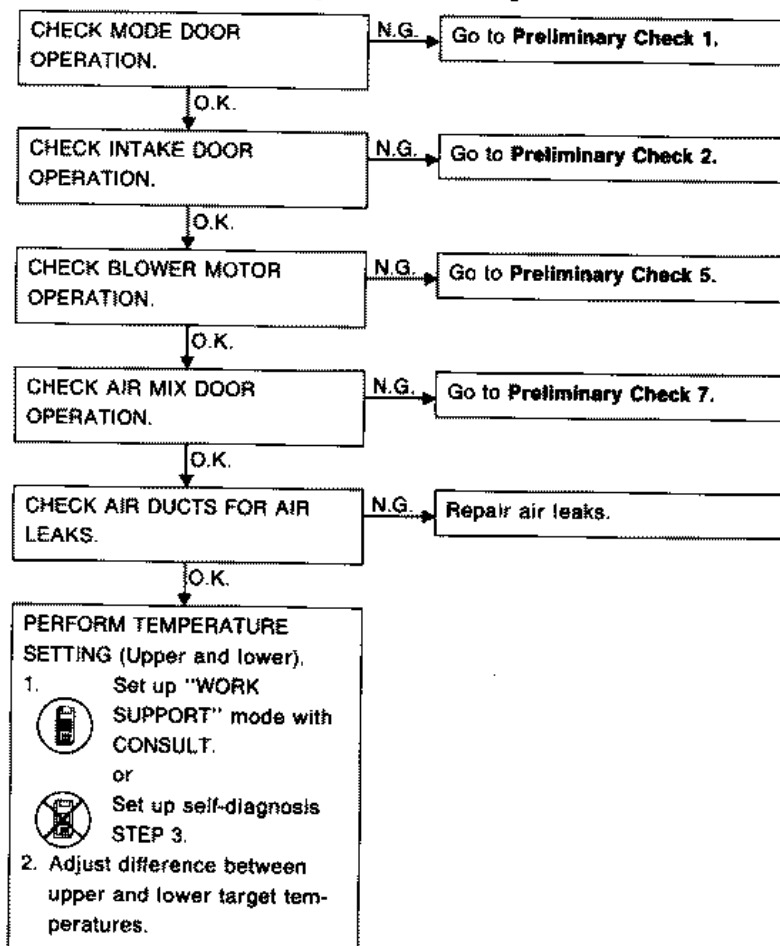 CHECK MODE DOOR
OPERATION.
N.G.
Go to Preliminary Check 1.
O.K.
CHECK INTAKE DOOR
OPERATION.
N.G.
Go to Preliminary Check 2.
O.K.
CHECK BLOWER MOTOR
OPERATION.
N.G.
Go to Preliminary Check 5.
O.K.
CHECK AIR MIX DOOR
OPERATION.
N.G.
Go to Preliminary Check 7.
O.K.
CHECK AIR DUCTS FOR AIR
LEAKS.
N.G.
Repair air leaks.
O.K.
PERFORM TEMPERATURE
SETTING (Upper and lower).
1. Set up "WORK
SUPPORT" mode with
CONSULT.
or
Set up self-diagnosis
STEP 3.
2. Adjust difference between
upper and lower target tem-
peratures.